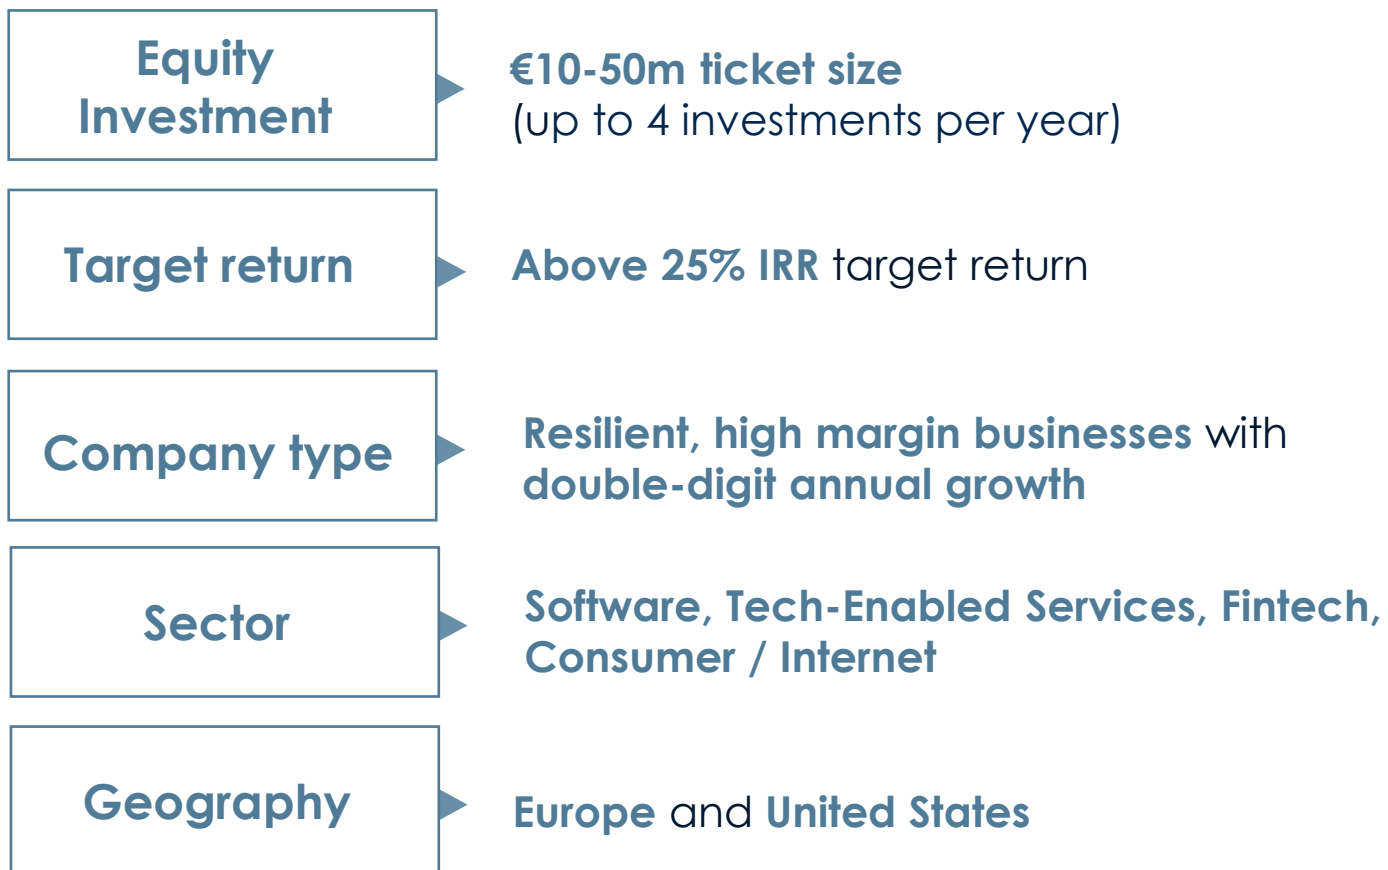 Equity
Investment
€10-50m ticket size
(up to 4 investments per year)
Target return
Above 25% IRR target return
Company type
Resilient, high margin businesses with
double-digit annual growth
Sector
Software, Tech-Enabled Services, Fintech,
Consumer / Internet
Geography
Europe and United States